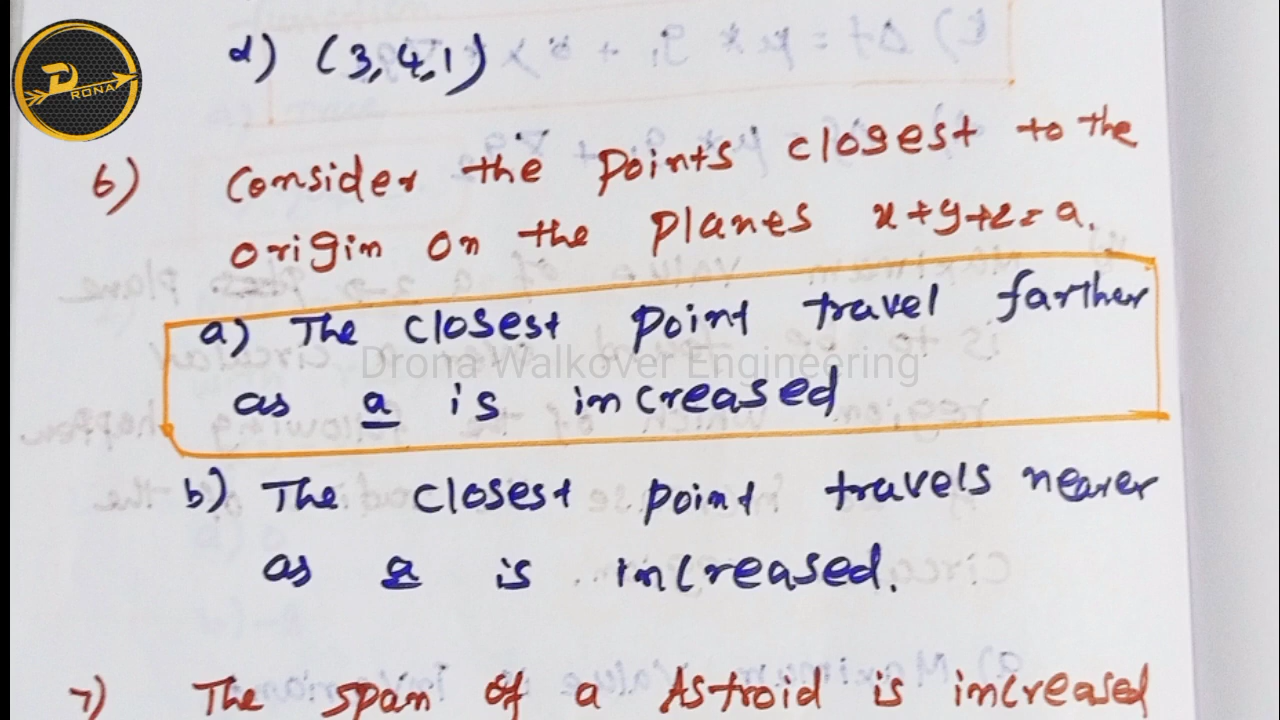 DRONA
d) (3,4,1)
6) Consider the points closest to the
origin on the planes x+y+z=a.
a) The closest point travel farther
as a is increased
Drona Walkover Engineering
b) The closest point travels nearer
as a is increased.
7) The span of a Astroid is increased